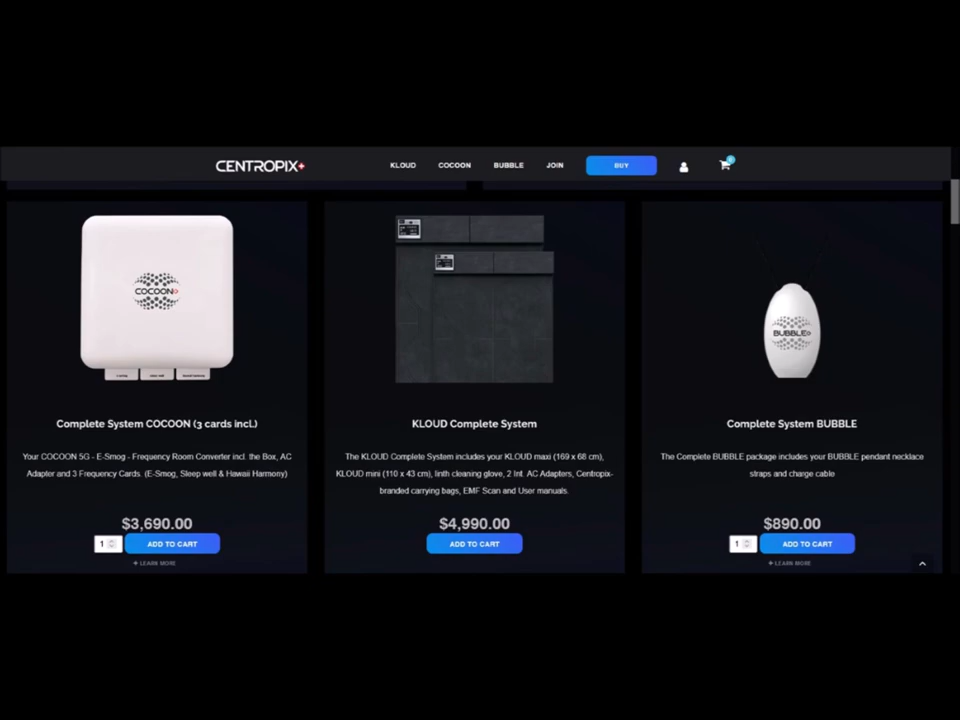 CENTROPIX+
KLOUD COCOON BUBBLE JOIN BUY
COCOON+
Complete System COCOON (3 cards incl.)
Your COCOON 5G - E-Smog - Frequency Room Converter incl. the Box, AC
Adapter and 3 Frequency Cards. (E-Smog, Sleep well & Hawaii Harmony)
$3,690.00
1 ADD TO CART
+ LEARN MORE
KLOUD Complete System
The KLOUD Complete System includes your KLOUD maxi (169 x 68 cm),
KLOUD mini (110 x 43 cm), linth cleaning glove, 2 Int. AC Adapters, Centropix-
branded carrying bags, EMF Scan and User manuals.
$4,990.00
ADD TO CART
BUBBLE
Complete System BUBBLE
The Complete BUBBLE package includes your BUBBLE pendant necklace
straps and charge cable
$890.00
1 ADD TO CART
+ LEARN MORE